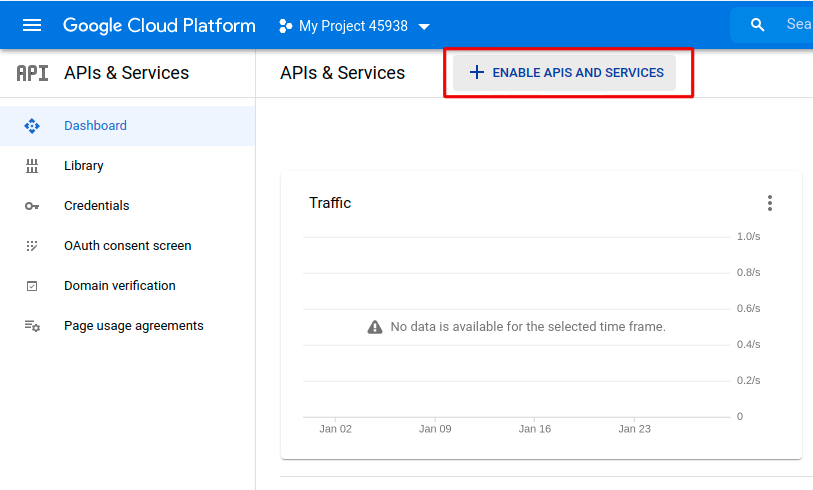 Google Cloud Platform
My Project 45938
Sea
API
APIs & Services
APIs & Services
ENABLE APIS AND SERVICES
Dashboard
Library
Credentials
OAuth consent screen
Domain verification
Page usage agreements
Traffic
1.0/s
0.8/s
0.6/s
No data is available for the selected time frame.
0.4/s
0.2/s
0
Jan 02
Jan 09
Jan 16
Jan 23